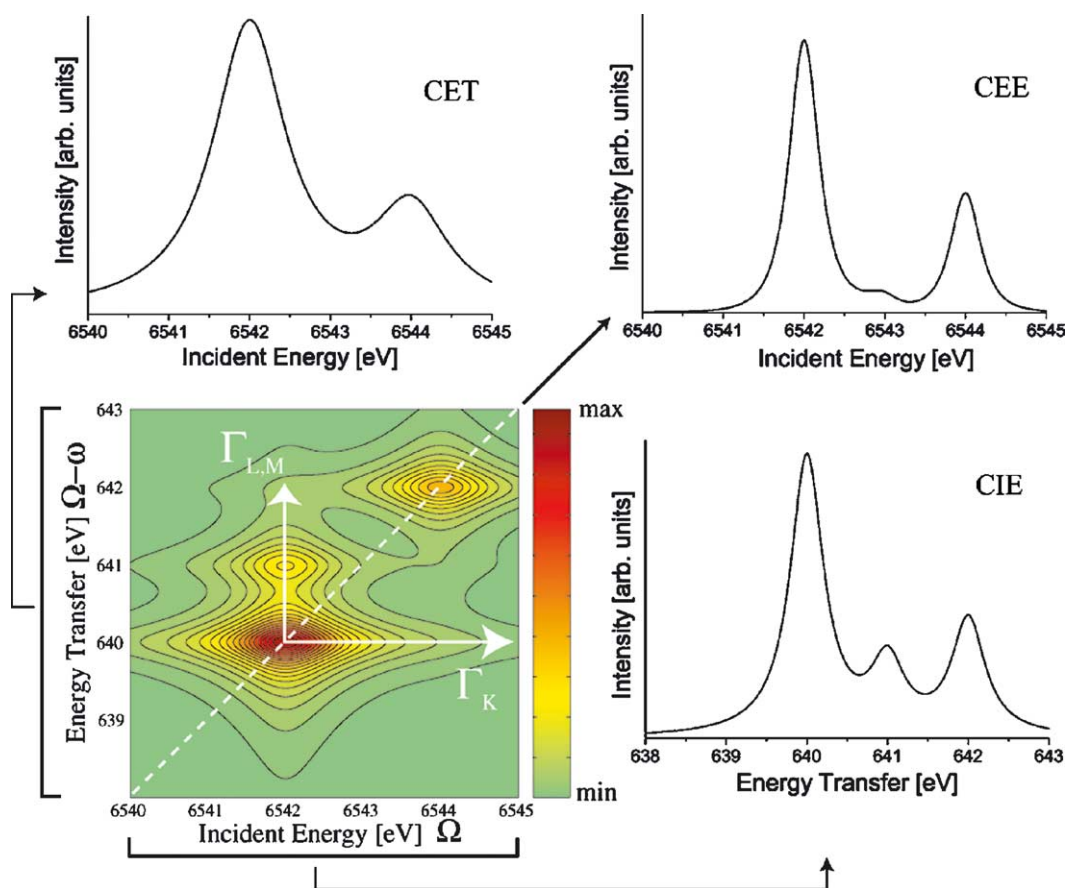 Intensity [arb. units]
CET
6540 6541 6542 6543 6544 6545
Incident Energy [eV]
Intensity [arb. units]
CEE
6540 6541 6542 6543 6544 6545
Incident Energy [eV]
Energy Transfer [eV] Ω-ω
643
642
641
640
639
ΓL,M
ΓK
6540 6541 6542 6543 6544 6545
Incident Energy [eV] Ω
max
min
Intensity [arb. units]
CIE
638 639 640 641 642 643
Energy Transfer [eV]